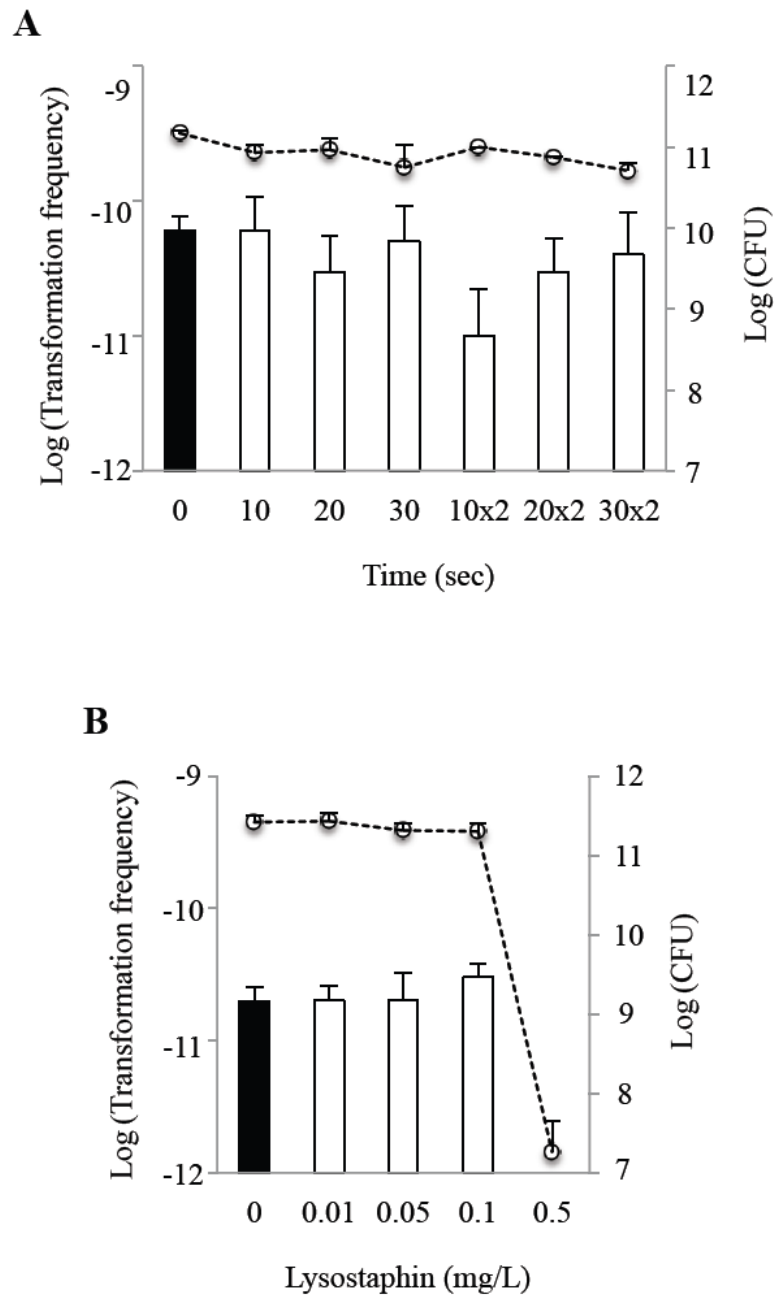 A
Log (Transformation frequency)
-9
-10
-11
-12
12
11
10
9
8
7
Log (CFU)
0 10 20 30 10x2 20x2 30x2
Time (sec)
B
Log (Transformation frequency)
-9
-10
-11
-12
12
11
10
9
8
7
Log (CFU)
0 0.01 0.05 0.1 0.5
Lysostaphin (mg/L)